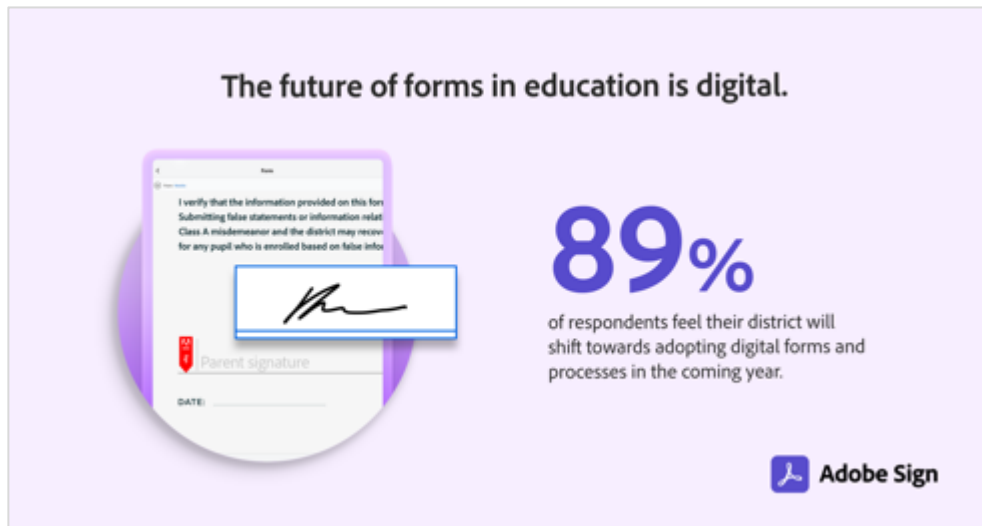 The future of forms in education is digital.
Form
I verify that the information provided on this for
Submitting false statements or information relat
Class A misdemeanor and the district may recov
for any pupil who is enrolled based on false info
Parent signature
DATE:
89%
of respondents feel their district will
shift towards adopting digital forms and
processes in the coming year.
Adobe Sign